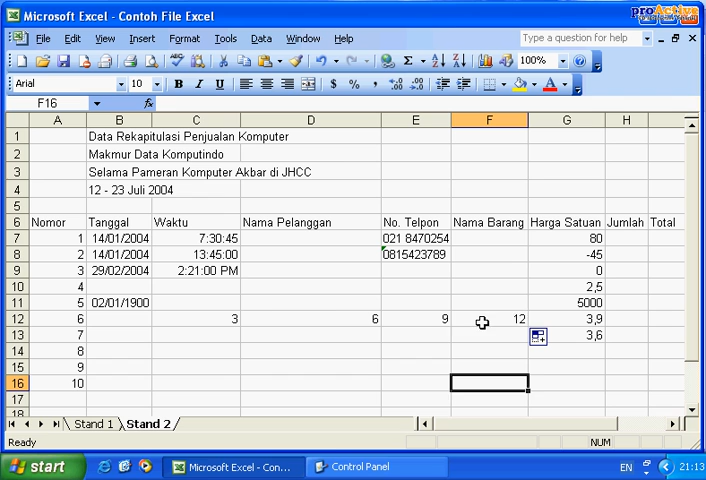 Microsoft Excel - Contoh File Excel
proActive
File Edit View Insert Format Tools Data Window Help
Type a question for help
100%
Arial 10 B I U $ %
F16 fx
A B C D E F G H I
1 Data Rekapitulasi Penjualan Komputer
2 Makmur Data Komputindo
3 Selama Pameran Komputer Akbar di JHCC
4 12 - 23 Juli 2004
5
6 Nomor Tanggal Waktu Nama Pelanggan No. Telpon Nama Barang Harga Satuan Jumlah Total
7 1 14/01/2004 7:30:45 021 8470254 80
8 2 14/01/2004 13:45:00 0815423789 -45
9 3 29/02/2004 2:21:00 PM 0
10 4 2,5
11 5 02/01/1900 5000
12 6 3 6 9 12 3,9
13 7 3,6
14 8
15 9
16 10
17
18
Stand 1 Stand 2
Ready NUM
start Microsoft Excel - Con... Control Panel EN 21:13